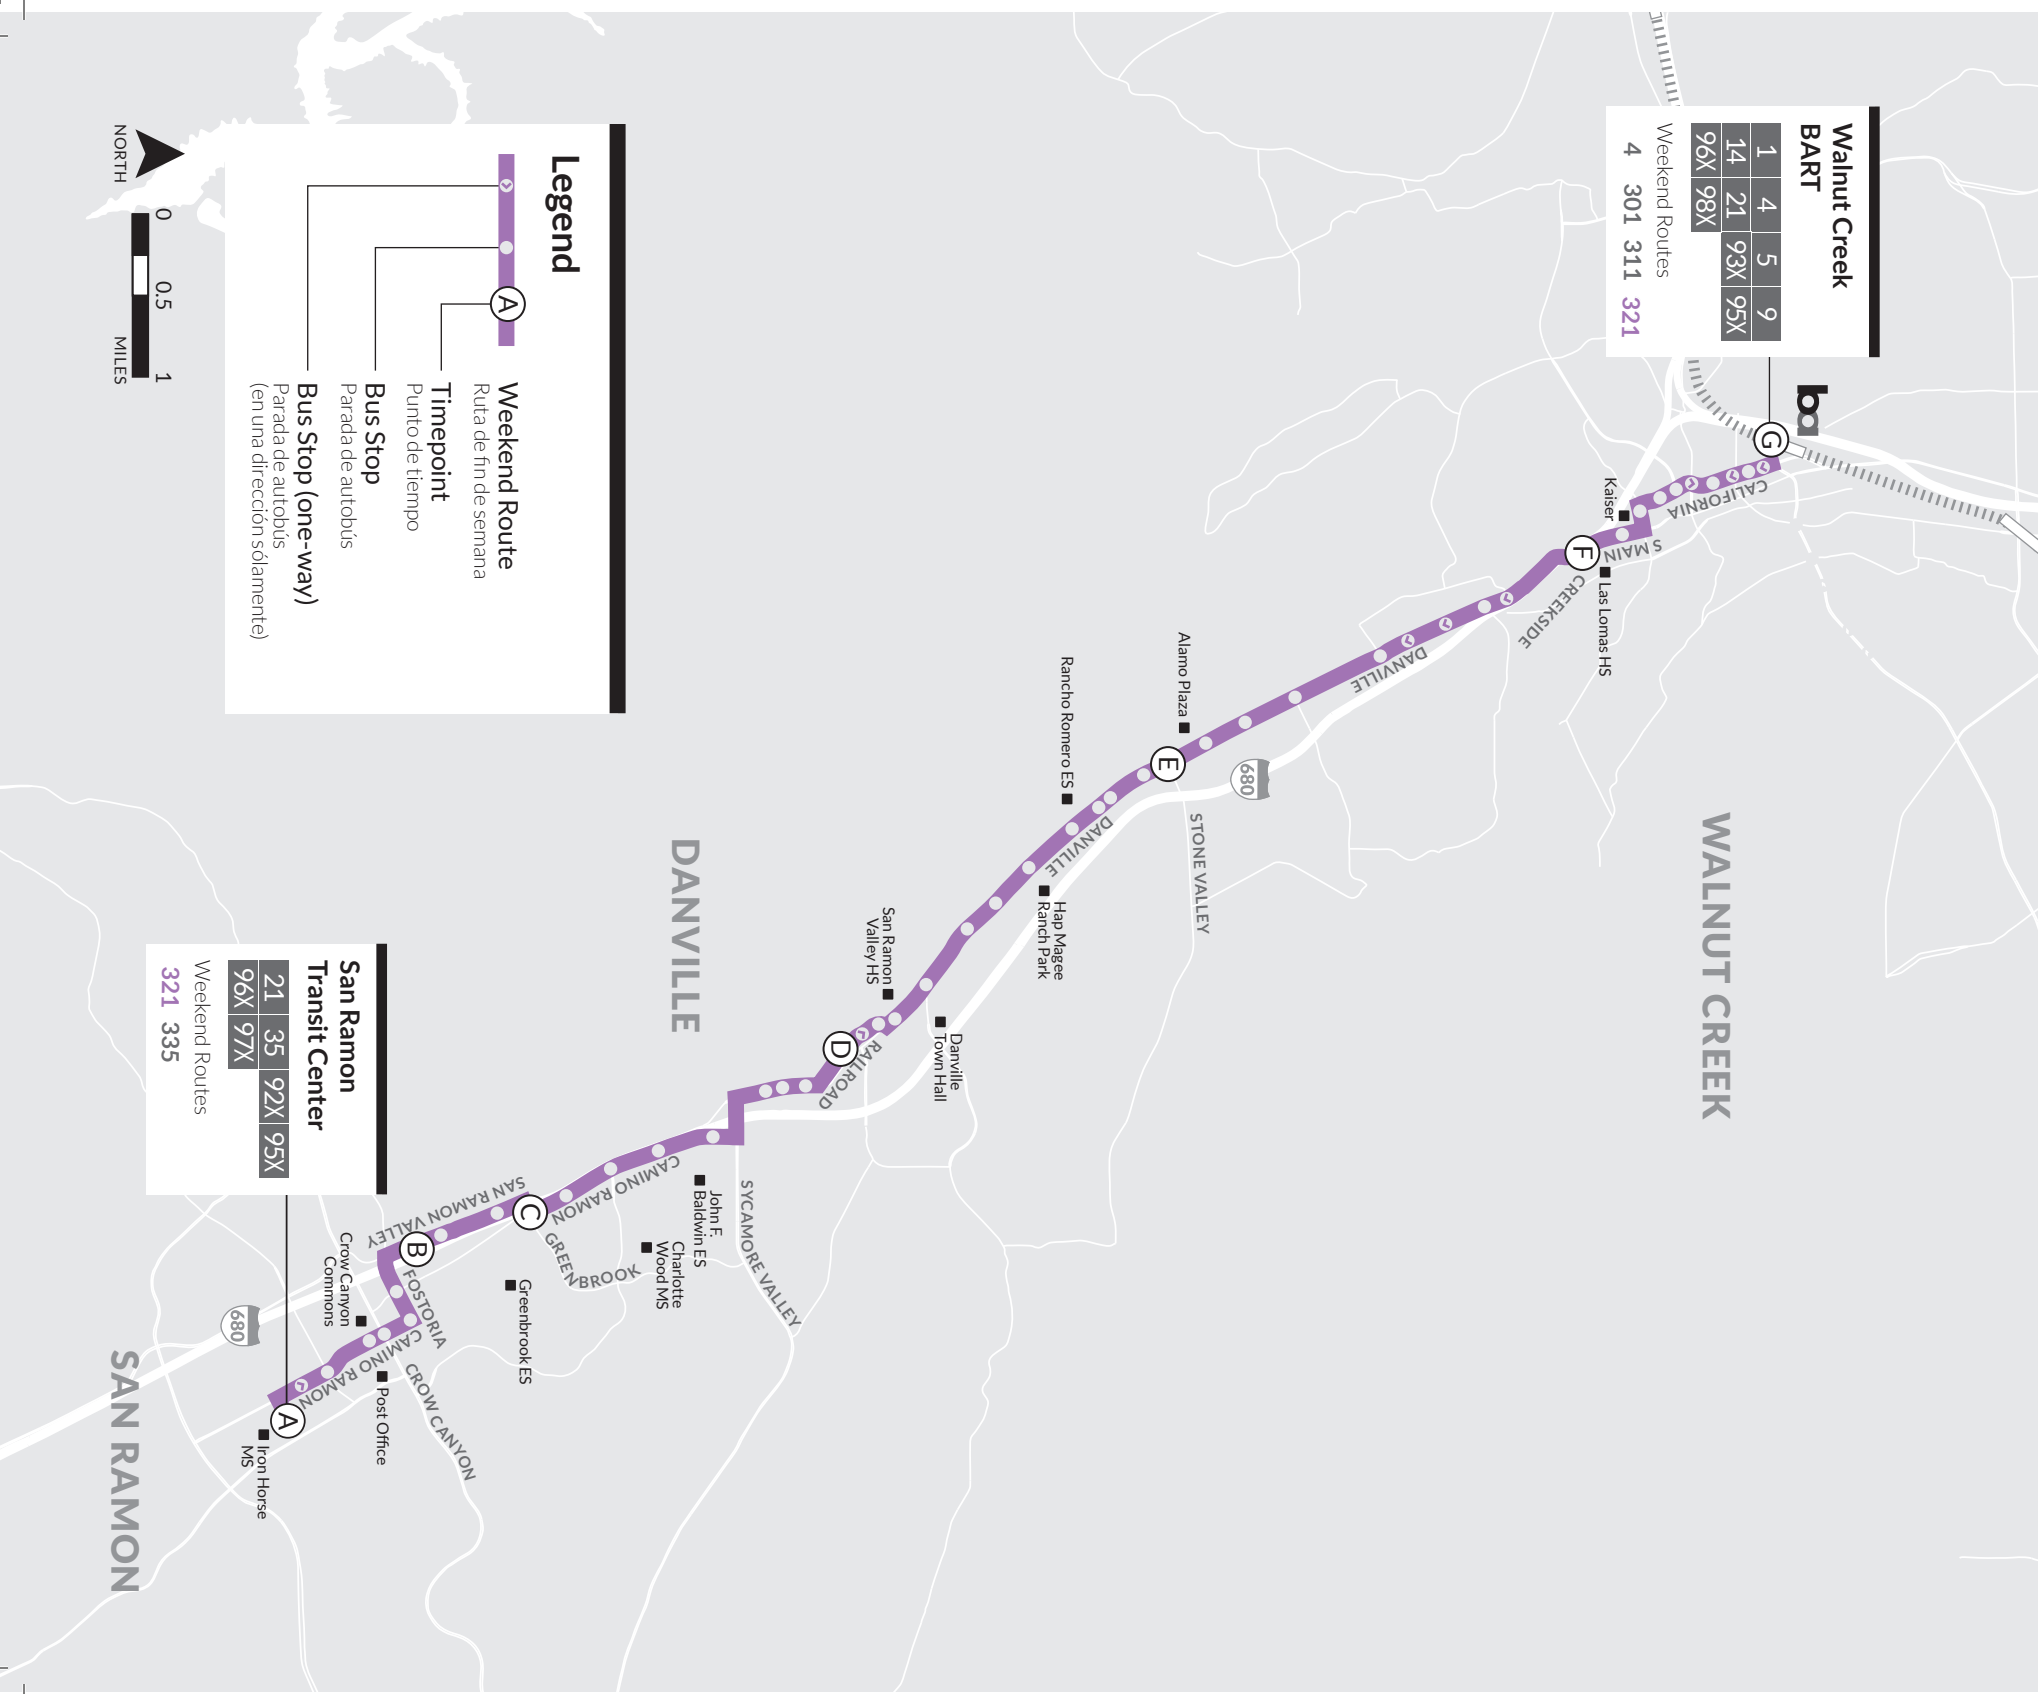 Walnut Creek
BART
1 4 5 9
14 21 93X 95X
96X 98X
Weekend Routes
4 301 311 321
ba
CALIFORNIA
Kaiser
S MAIN
Las Lomas HS
CREEKSIDE
DANVILLE
Alamo Plaza
Rancho Romero ES
680
STONE VALLEY
DANVILLE
Hap Magee
Ranch Park
WALNUT CREEK
DANVILLE
San Ramon
Valley HS
Danville
Town Hall
RAILROAD
SYCAMORE VALLEY
John F.
Baldwin ES
CAMINO RAMON
Charlotte
Wood MS
GREENBROOK
Greenbrook ES
SAN RAMON VALLEY
FOSTORIA
Crow Canyon
Commons
CAMINO RAMON
Post Office
CROW CANYON
680
Iron Horse
MS
SAN RAMON
G
F
E
D
C
B
A
San Ramon
Transit Center
21 35 92X 95X
96X 97X
Weekend Routes
321 335
Legend
A
Weekend Route
Ruta de fin de semana
Timepoint
Punto de tiempo
Bus Stop
Parada de autobús
Bus Stop (one-way)
Parada de autobús
(en una dirección sólamente)
NORTH
0 0.5 1
MILES